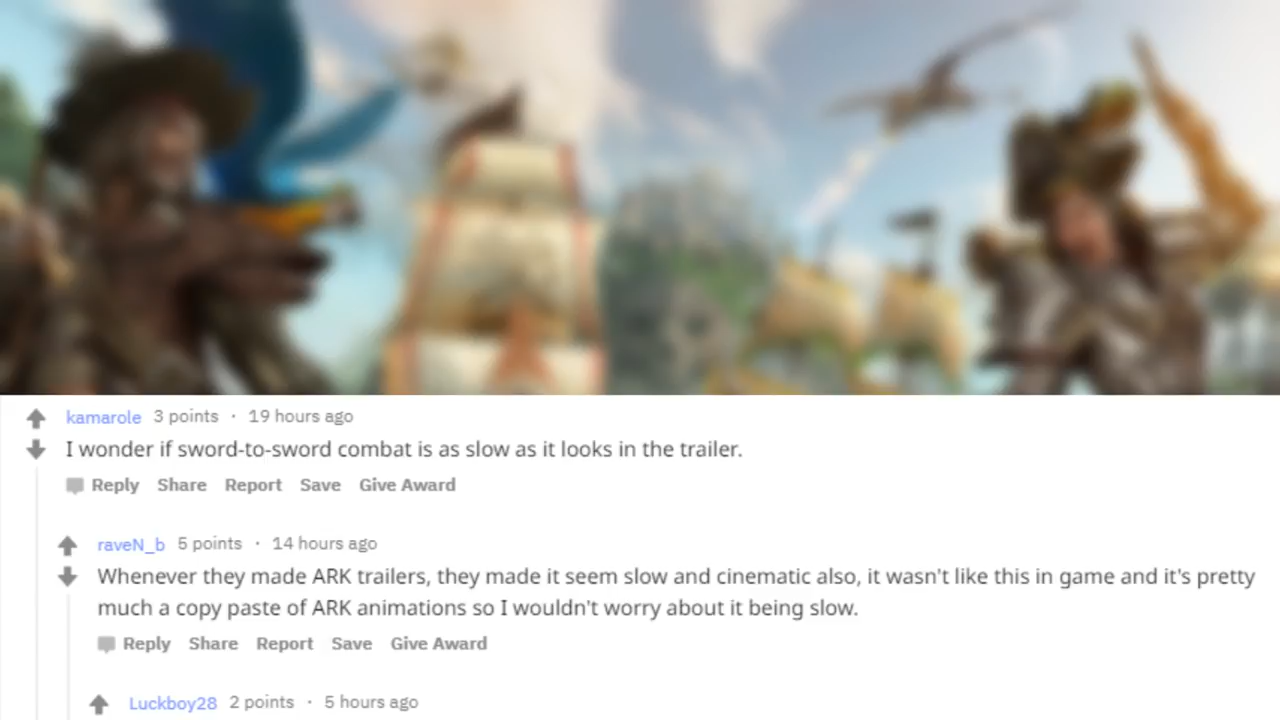 kamarole 3 points · 19 hours ago
I wonder if sword-to-sword combat is as slow as it looks in the trailer.
Reply Share Report Save Give Award
raveN_b 5 points · 14 hours ago
Whenever they made ARK trailers, they made it seem slow and cinematic also, it wasn't like this in game and it's pretty
much a copy paste of ARK animations so I wouldn't worry about it being slow.
Reply Share Report Save Give Award
Luckboy28 2 points · 5 hours ago